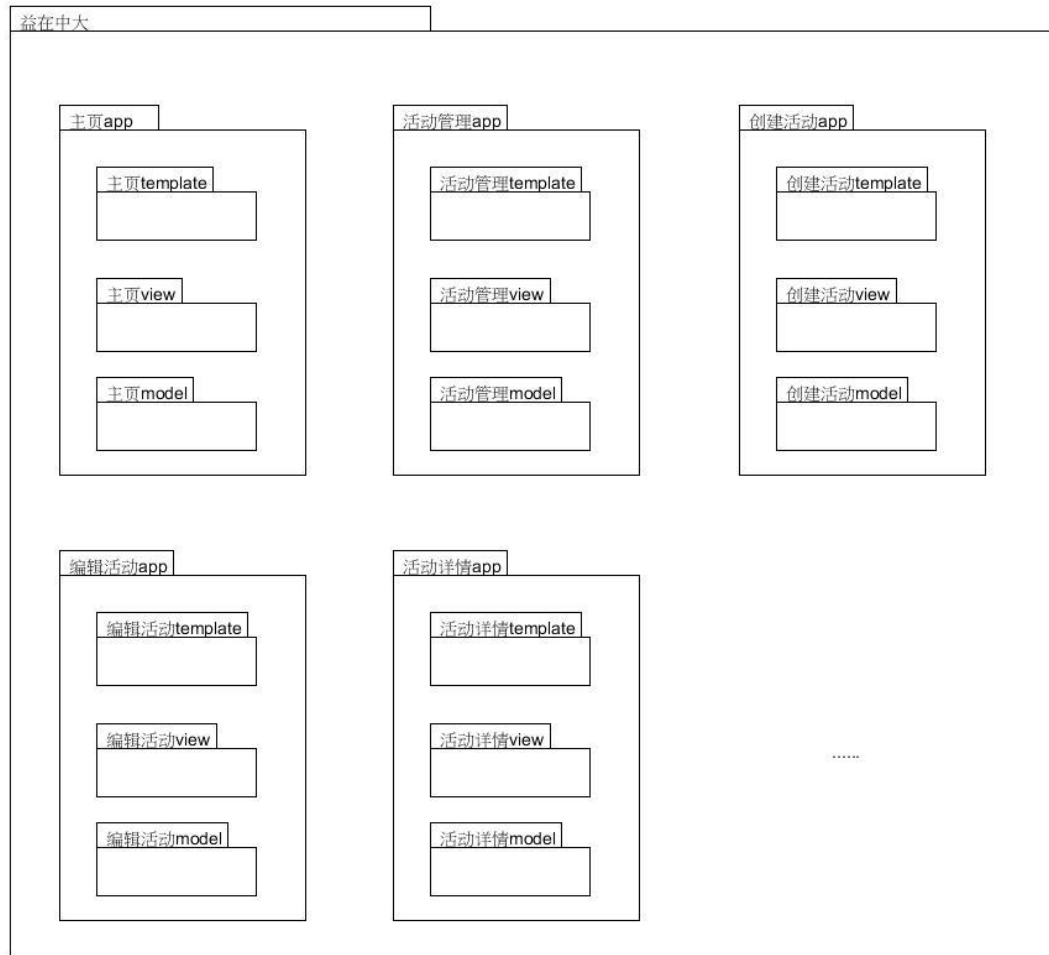 益在中大
主页app
活动管理app
创建活动app
主页template
活动管理template
创建活动template
主页view
活动管理view
创建活动view
主页model
活动管理model
创建活动model
编辑活动app
活动详情app
编辑活动template
活动详情template
编辑活动view
活动详情view
......
编辑活动model
活动详情model